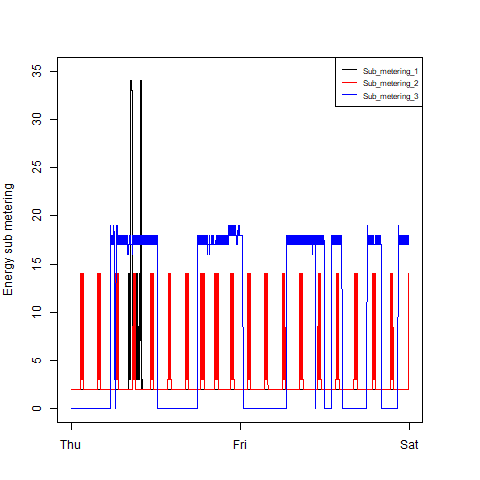 Sub_metering_1
Sub_metering_2
Sub_metering_3
Energy sub metering
35
30
25
20
15
10
5
0
Thu Fri Sat